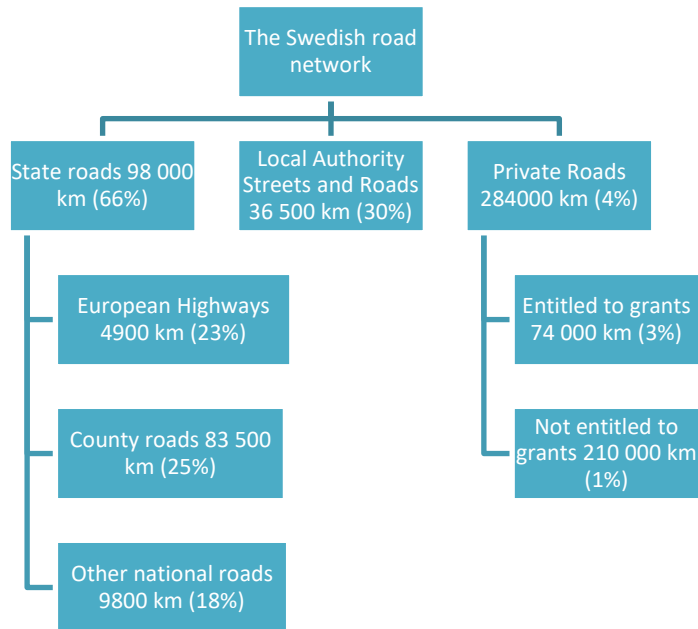 The Swedish road
network
State roads 98 000
km (66%)
Local Authority
Streets and Roads
36 500 km (30%)
Private Roads
284000 km (4%)
European Highways
4900 km (23%)
County roads 83 500
km (25%)
Other national roads
9800 km (18%)
Entitled to grants
74 000 km (3%)
Not entitled to
grants 210 000 km
(1%)